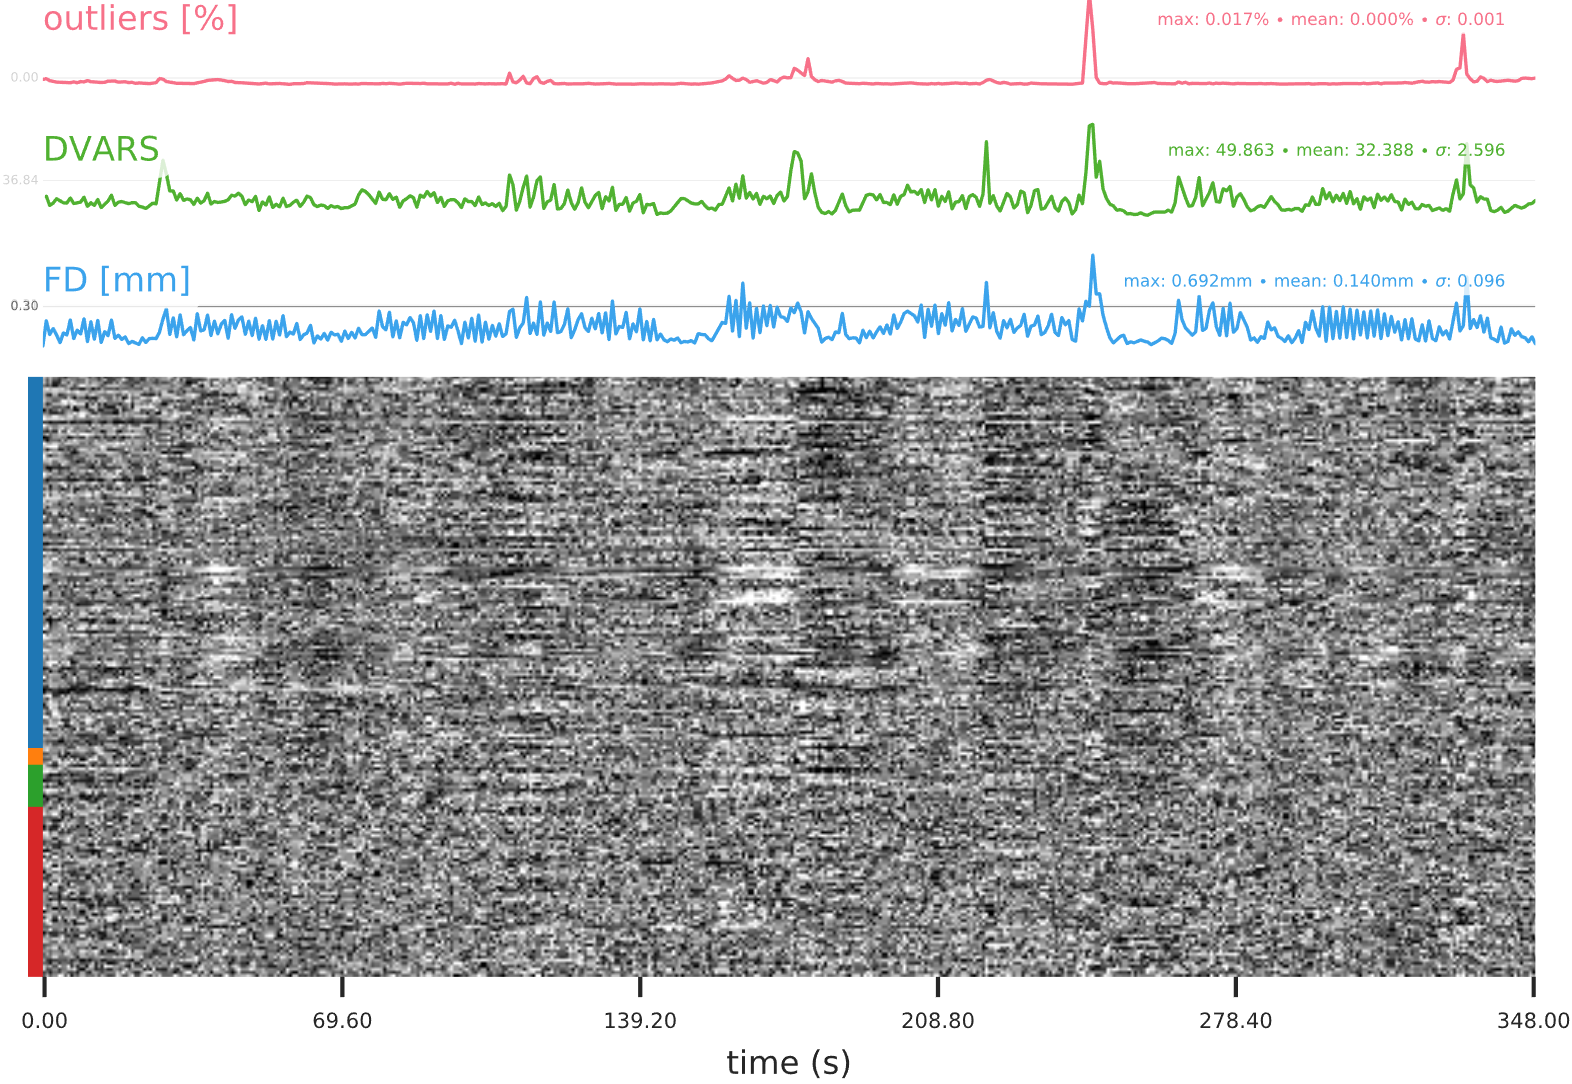 outliers [%]
max: 0.017% • mean: 0.000% • σ: 0.001
0.00
DVARS
max: 49.863 • mean: 32.388 • σ: 2.596
36.84
FD [mm]
max: 0.692mm • mean: 0.140mm • σ: 0.096
0.30
0.00 69.60 139.20 208.80 278.40 348.00
time (s)